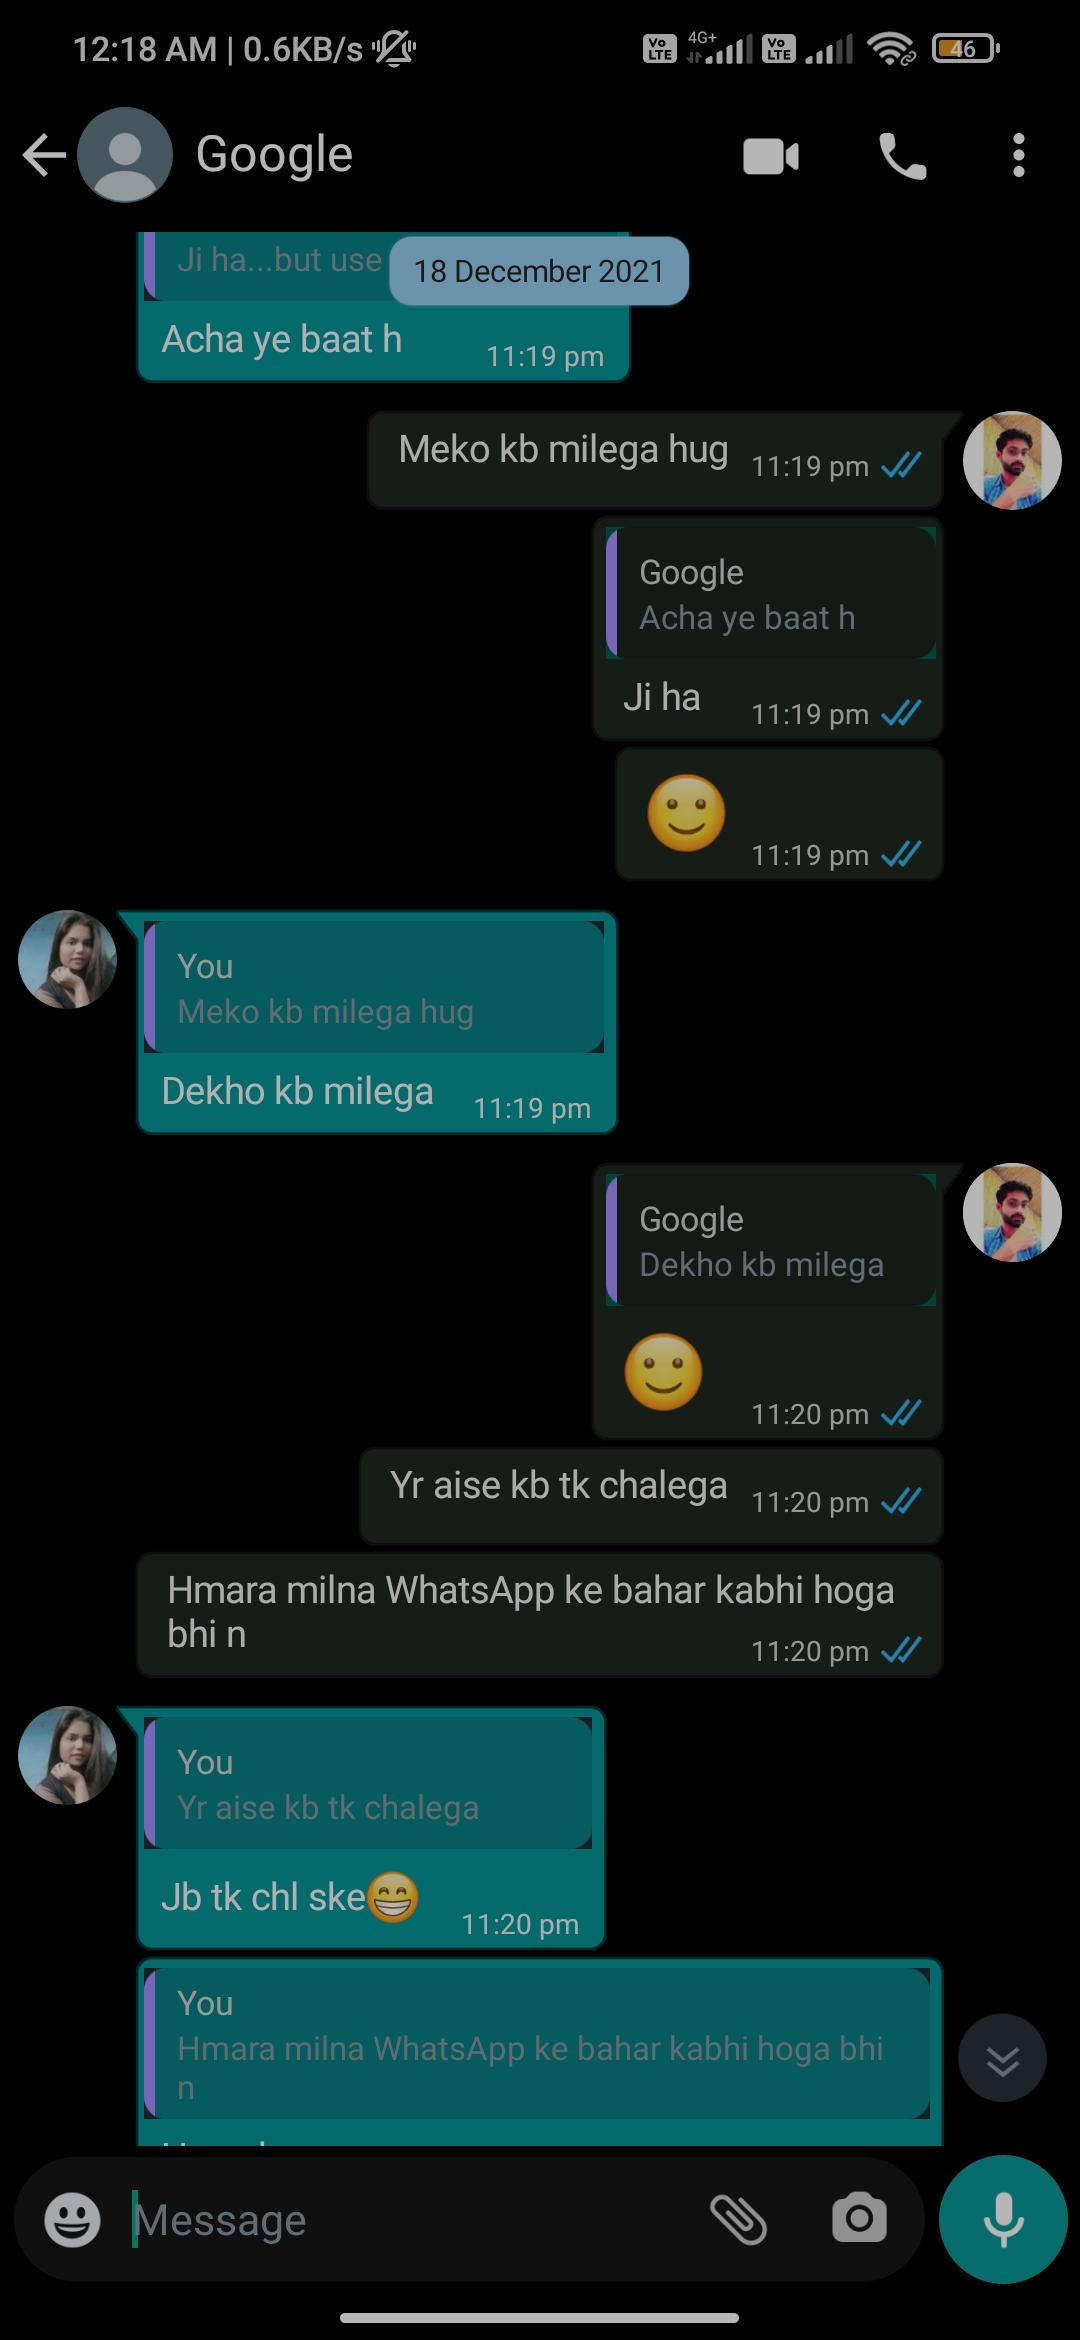 12:18 AM | 0.6KB/s
Vo LTE 4G+ Vo LTE 46
Google
Ji ha...but use
18 December 2021
Acha ye baat h 11:19 pm
Meko kb milega hug 11:19 pm
Google
Acha ye baat h
Ji ha 11:19 pm
11:19 pm
You
Meko kb milega hug
Dekho kb milega 11:19 pm
Google
Dekho kb milega
11:20 pm
Yr aise kb tk chalega 11:20 pm
Hmara milna WhatsApp ke bahar kabhi hoga
bhi n 11:20 pm
You
Yr aise kb tk chalega
Jb tk chl ske😁 11:20 pm
You
Hmara milna WhatsApp ke bahar kabhi hoga bhi
n
Message